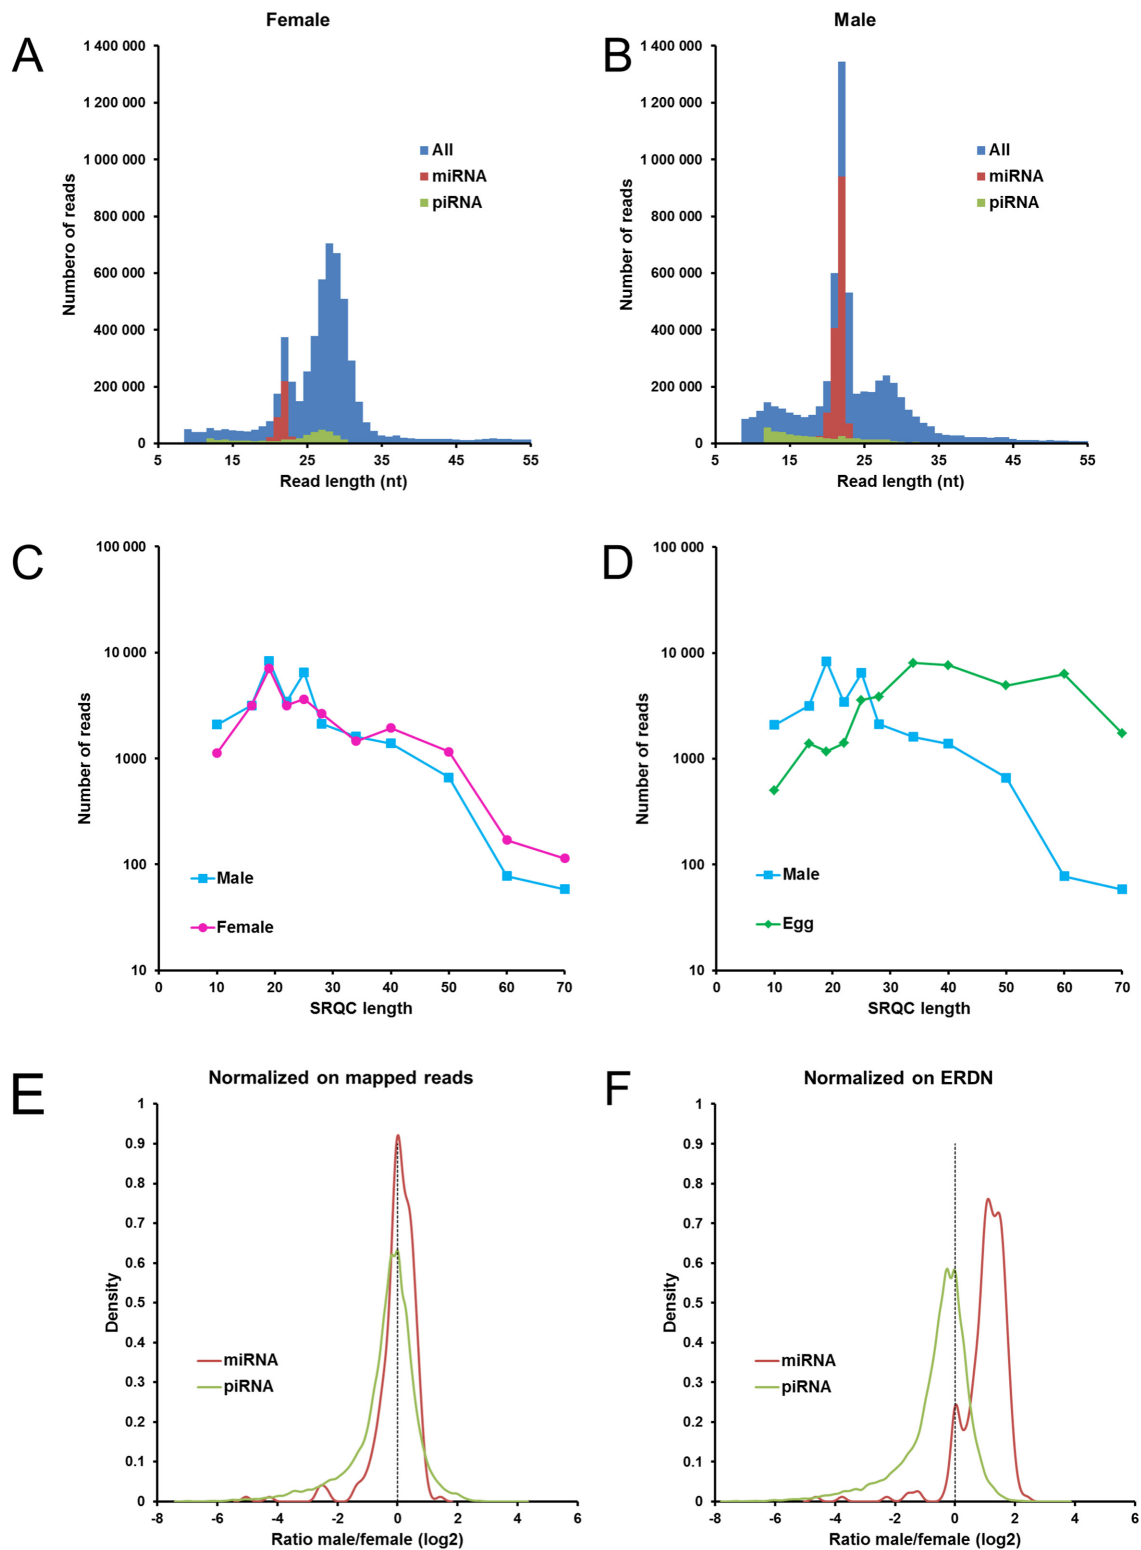 Female
Male
A
B
1 400 000
1 200 000
1 000 000
800 000
600 000
400 000
200 000
0
Numbero of reads
All
miRNA
piRNA
5 15 25 35 45 55
Read length (nt)
1 400 000
1 200 000
1 000 000
800 000
600 000
400 000
200 000
0
Number of reads
All
miRNA
piRNA
5 15 25 35 45 55
Read length (nt)
C
100 000
10 000
1000
100
10
Number of reads
Male
Female
0 10 20 30 40 50 60 70
SRQC length
D
100 000
10 000
1000
100
10
Number of reads
Male
Egg
0 10 20 30 40 50 60 70
SRQC length
E
Normalized on mapped reads
1
0.9
0.8
0.7
0.6
0.5
0.4
0.3
0.2
0.1
0
Density
miRNA
piRNA
-8 -6 -4 -2 0 2 4 6
Ratio male/female (log2)
F
Normalized on ERDN
1
0.9
0.8
0.7
0.6
0.5
0.4
0.3
0.2
0.1
0
Density
miRNA
piRNA
-8 -6 -4 -2 0 2 4 6
Ratio male/female (log2)